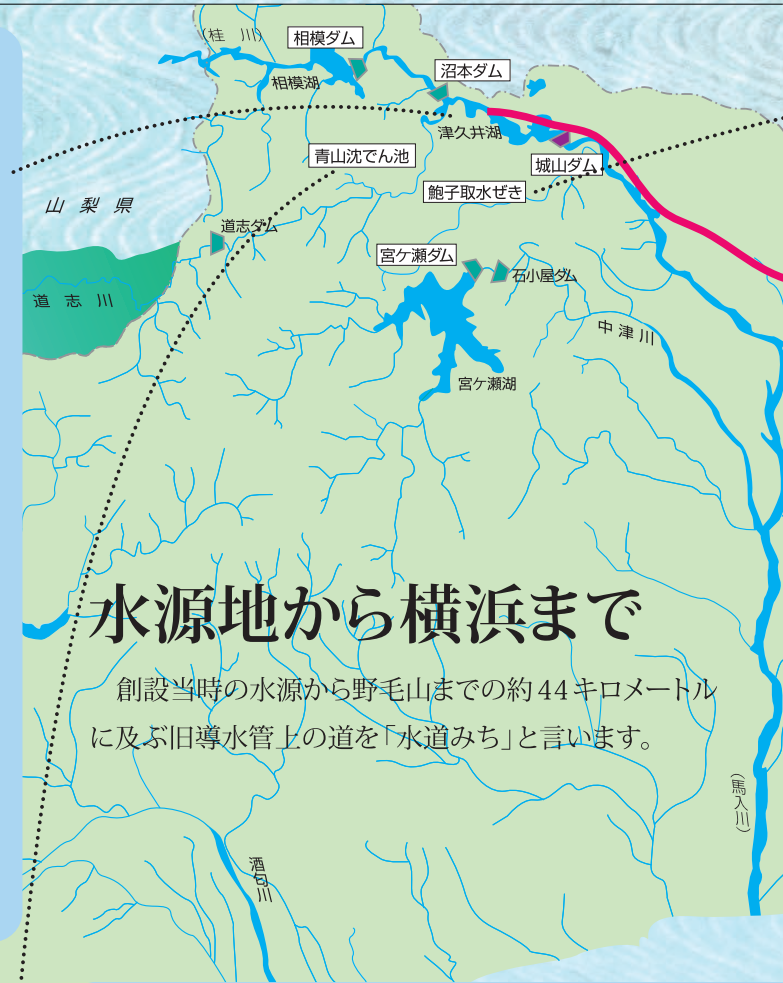 (桂 川)
相模ダム
沼本ダム
相模湖
津久井湖
青山沈でん池
城山ダム
鮑子取水ぜき
山 梨 県
道志ダム
宮ケ瀬ダム
石小屋ダム
道 志 川
中津川
宮ケ瀬湖
水源地から横浜まで
創設当時の水源から野毛山までの約44キロメートル
に及ぶ旧導水管上の道を「水道みち」と言います。
(馬入川)
酒匂川